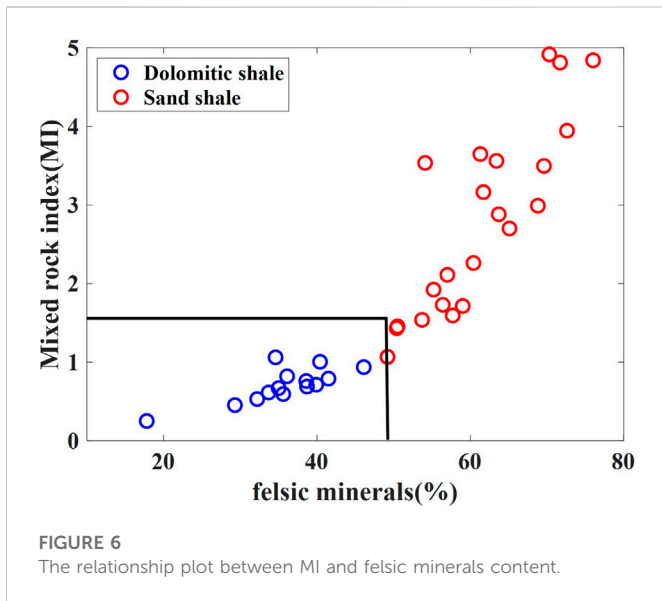 5
4
3
2
1
0
Mixed rock index(MI)
Dolomitic shale
Sand shale
20 40 60 80
felsic minerals(%)
FIGURE 6
The relationship plot between MI and felsic minerals content.